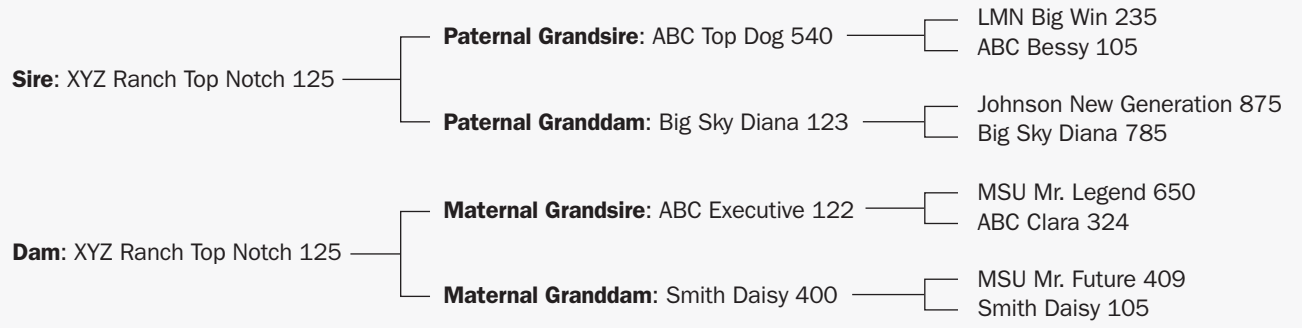 LMN Big Win 235
Paternal Grandsire: ABC Top Dog 540
ABC Bessy 105
Sire: XYZ Ranch Top Notch 125
Johnson New Generation 875
Paternal Granddam: Big Sky Diana 123
Big Sky Diana 785
MSU Mr. Legend 650
Maternal Grandsire: ABC Executive 122
ABC Clara 324
Dam: XYZ Ranch Top Notch 125
MSU Mr. Future 409
Maternal Granddam: Smith Daisy 400
Smith Daisy 105